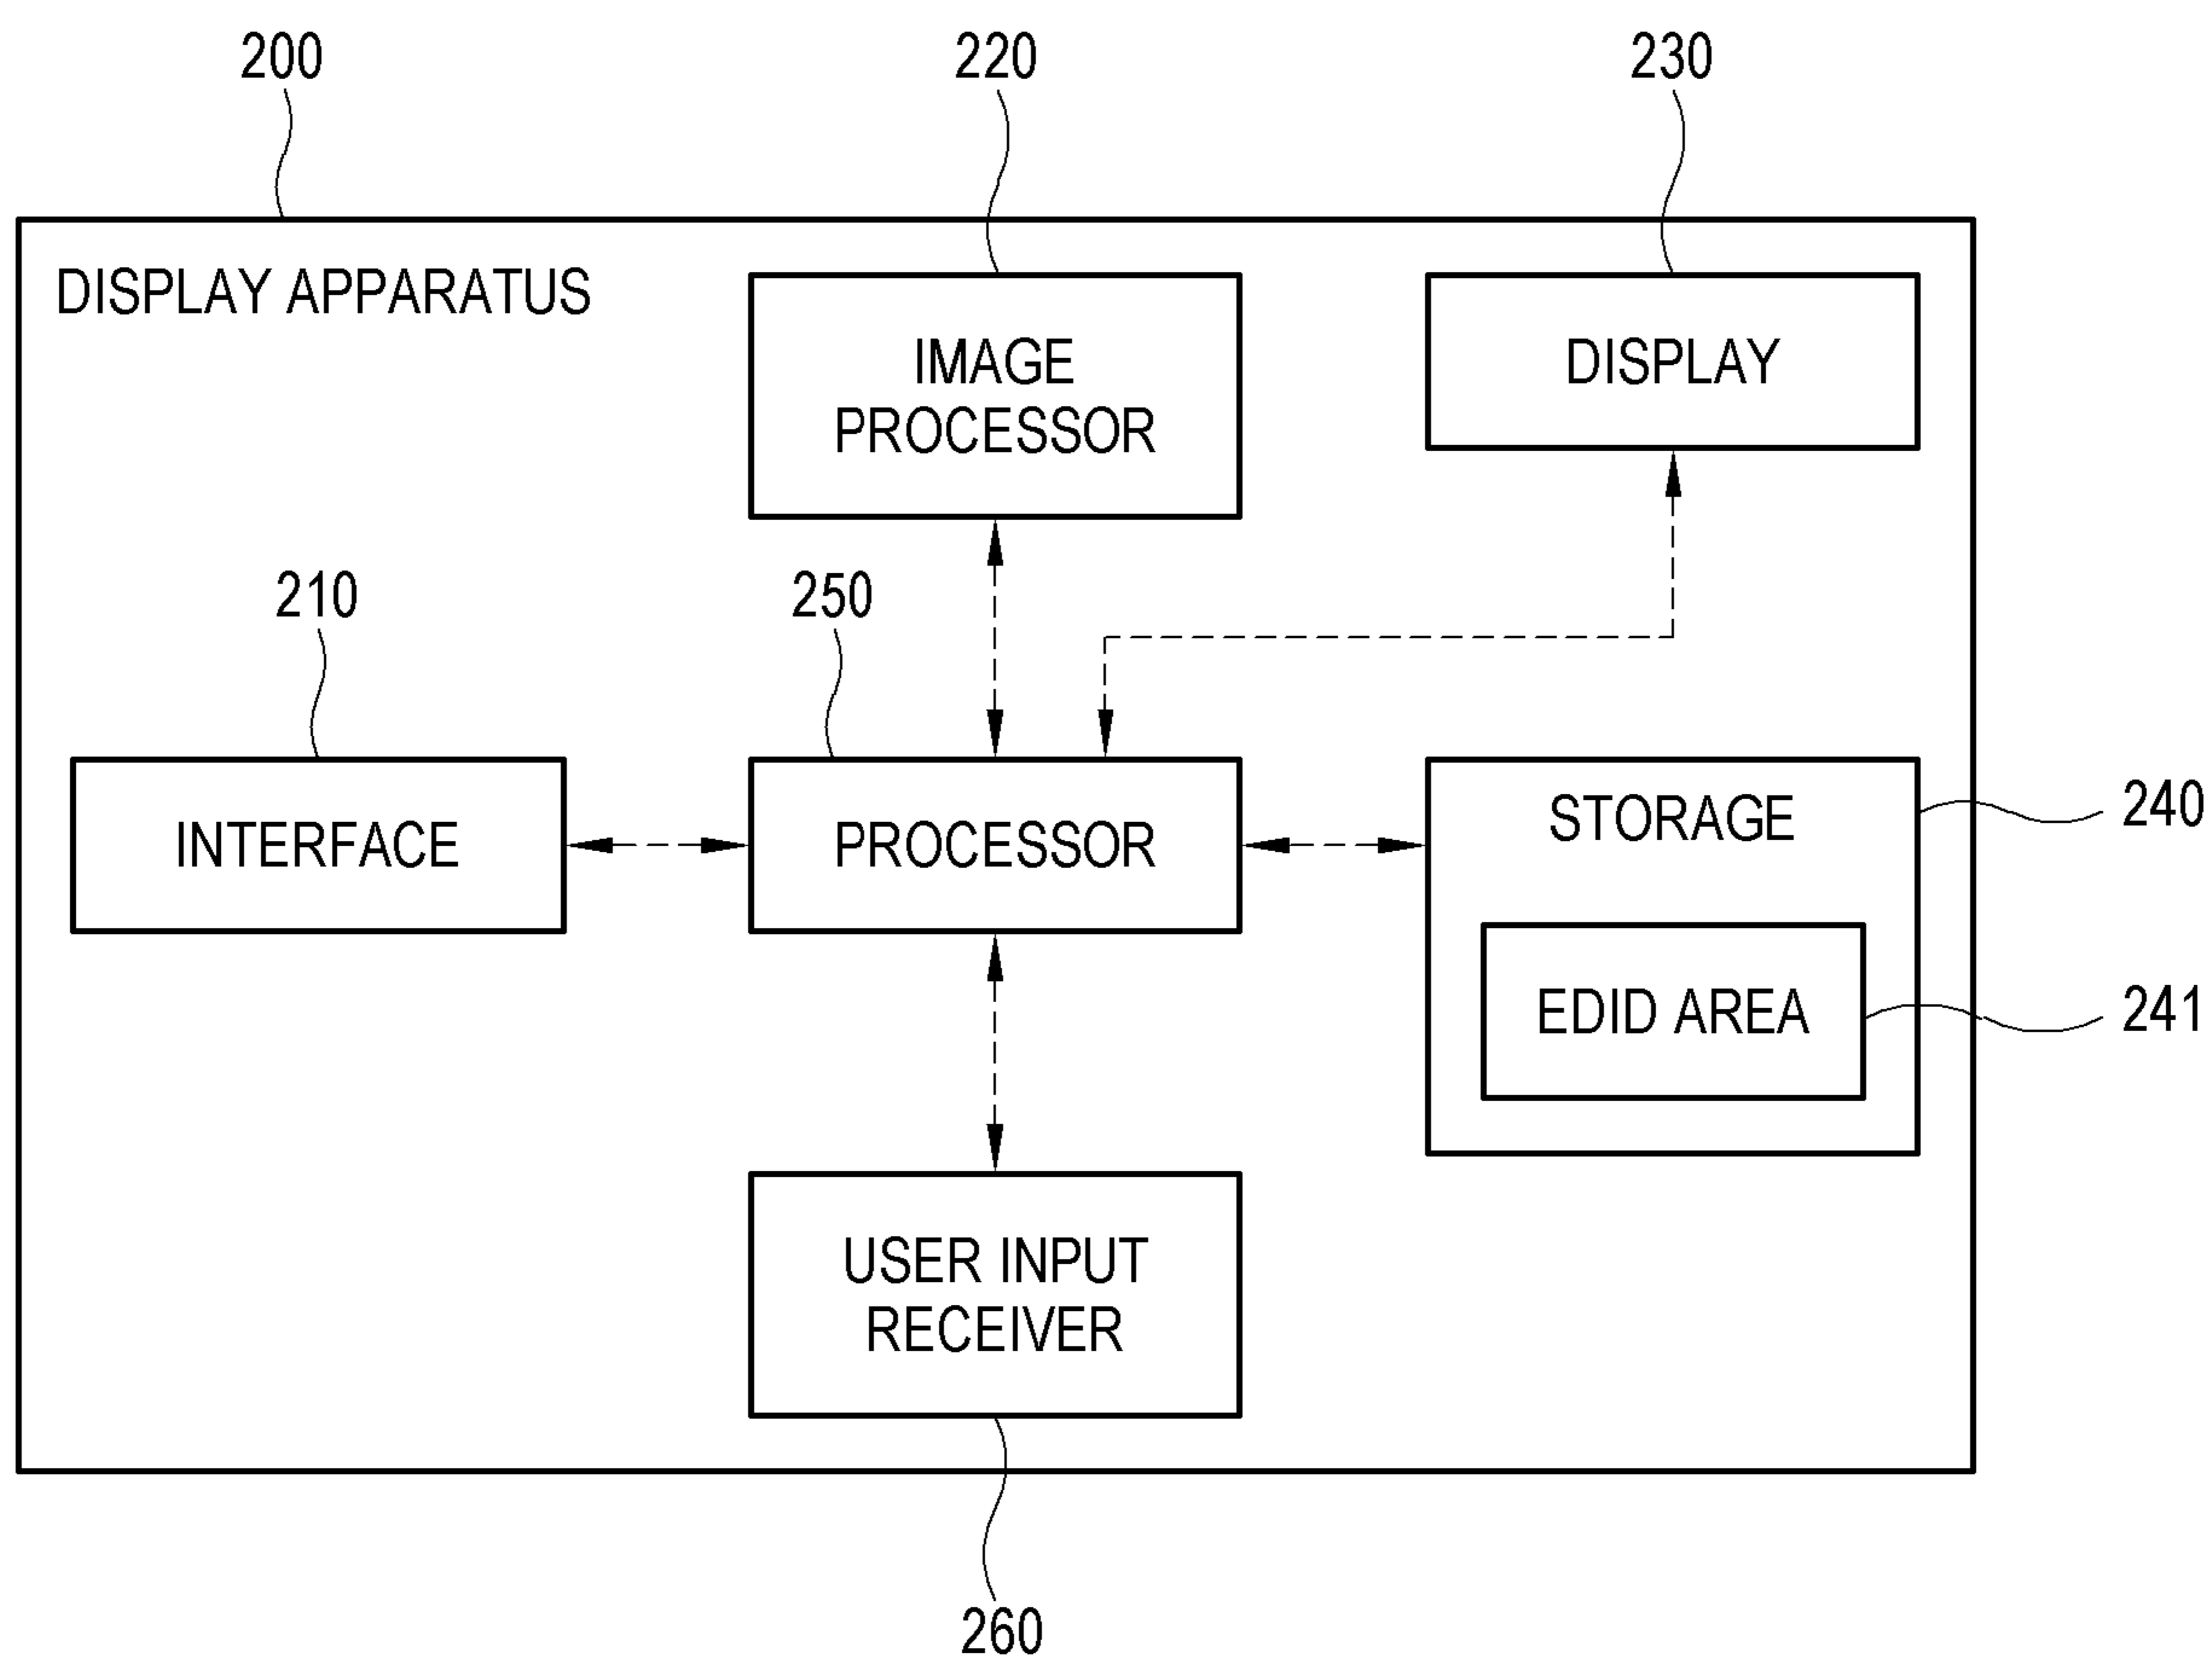 200
220
230
DISPLAY APPARATUS
IMAGE
PROCESSOR
DISPLAY
210
250
INTERFACE
PROCESSOR
STORAGE
240
EDID AREA
241
USER INPUT
RECEIVER
260